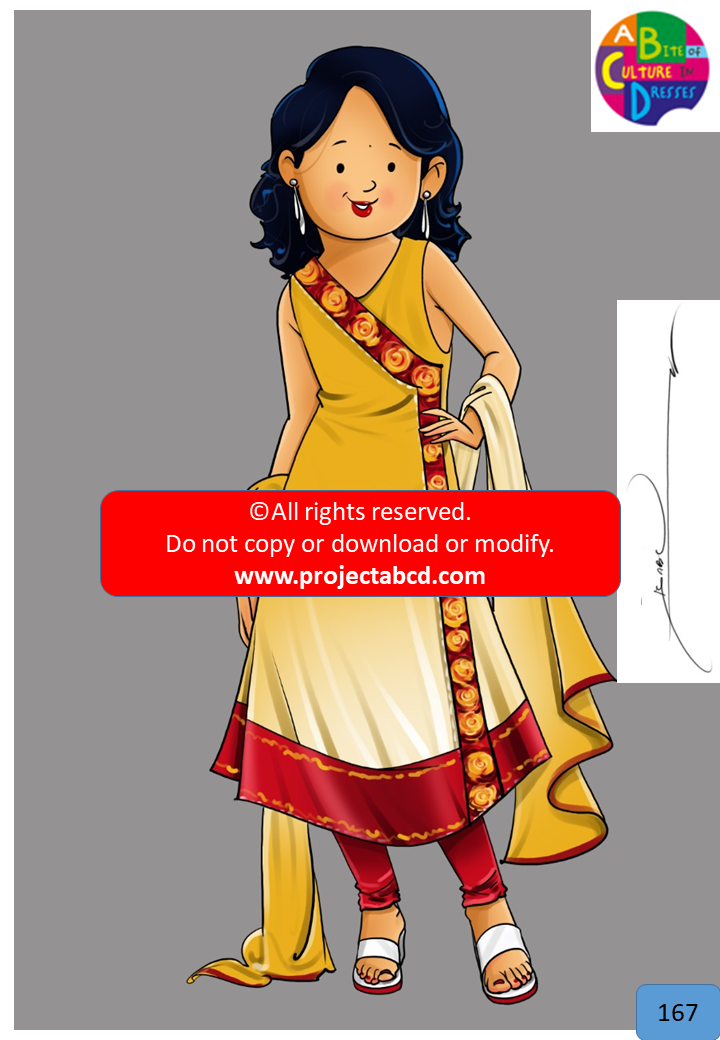 A BITE OF
CULTURE IN
DRESSES
©All rights reserved.
Do not copy or download or modify.
www.projectabcd.com
167